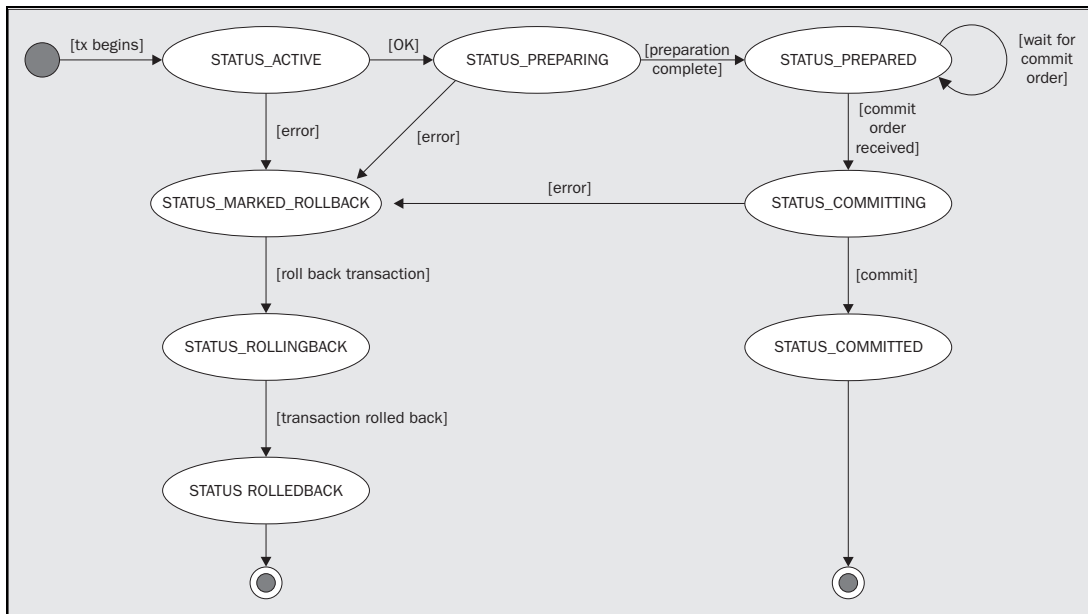 [tx begins]
STATUS_ACTIVE
[OK]
STATUS_PREPARING
[preparation
complete]
STATUS_PREPARED
[wait for
commit
order]
[error]
[error]
[commit
order
received]
STATUS_MARKED_ROLLBACK
[error]
STATUS_COMMITTING
[roll back transaction]
[commit]
STATUS_ROLLINGBACK
STATUS_COMMITTED
[transaction rolled back]
STATUS ROLLEDBACK